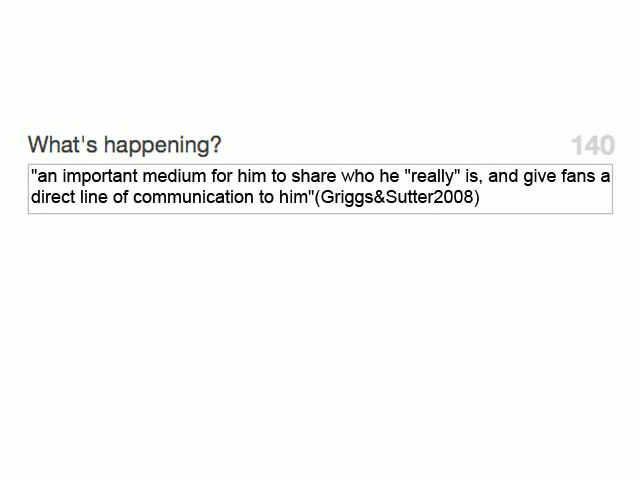 What's happening?
140
"an important medium for him to share who he "really" is, and give fans a
direct line of communication to him"(Griggs&Sutter2008)